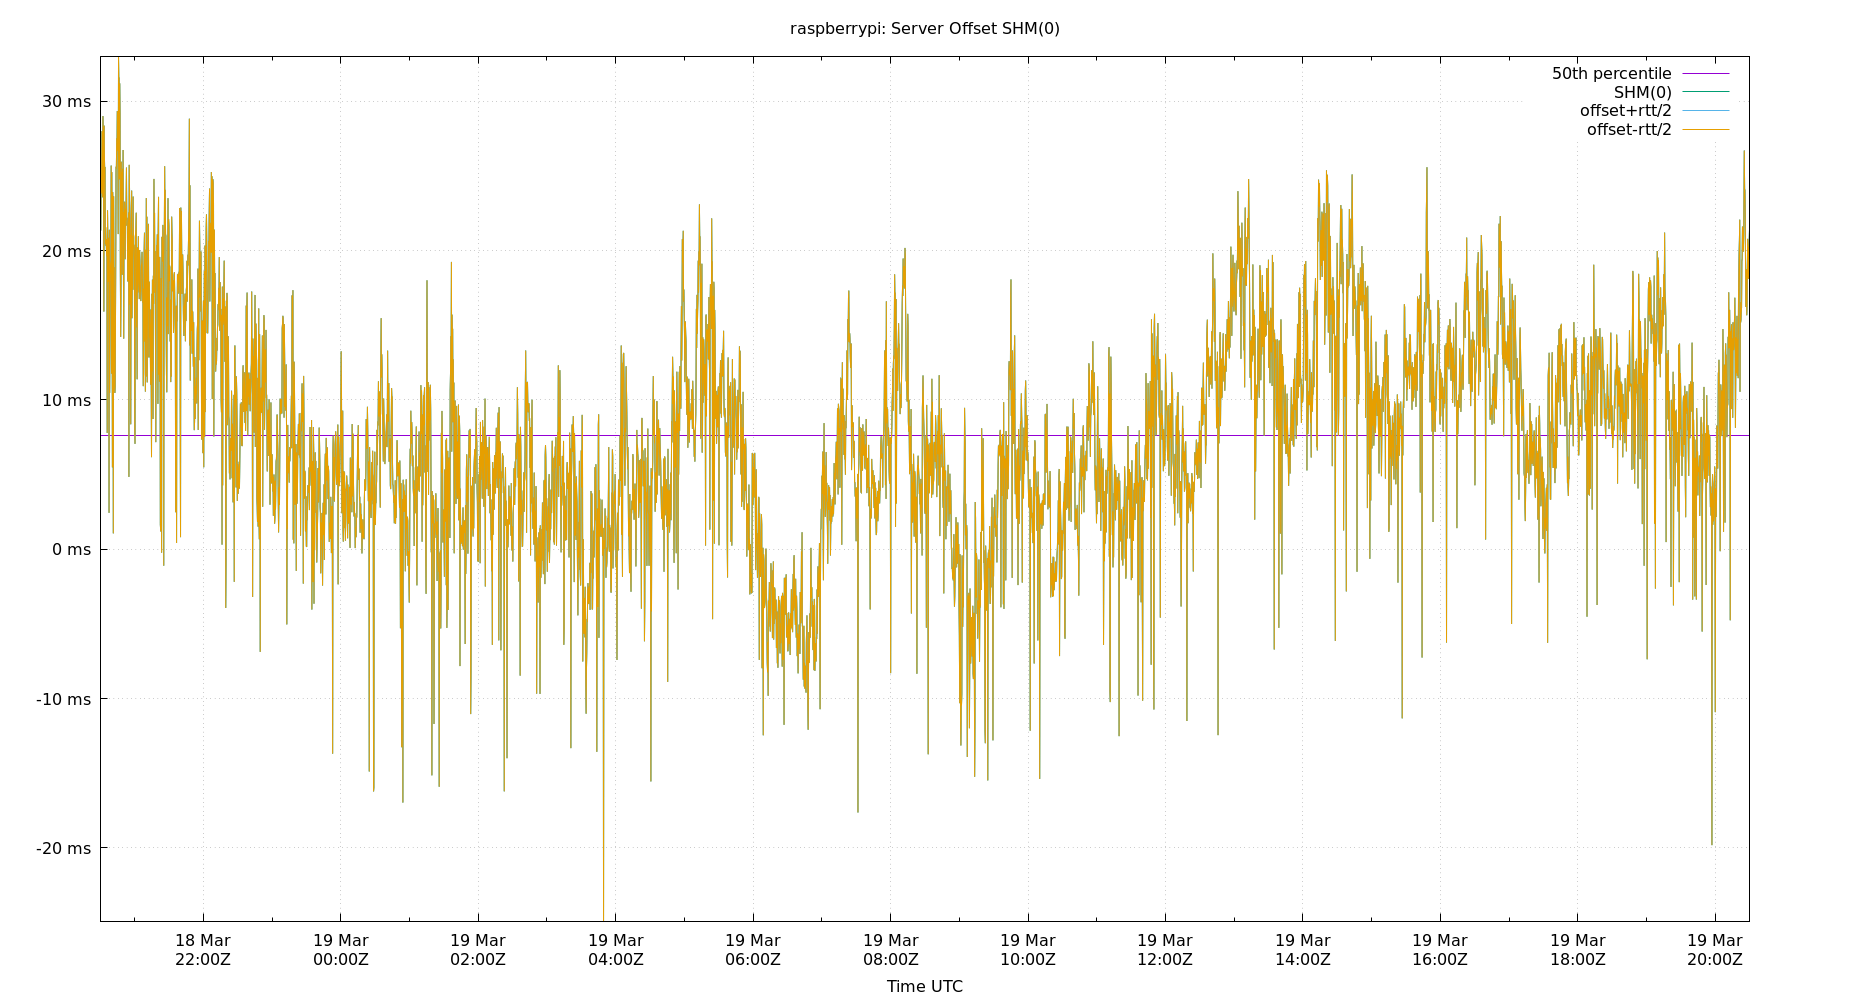 raspberrypi: Server Offset SHM(0)
50th percentile
SHM(0)
offset+rtt/2
offset-rtt/2
30 ms
20 ms
10 ms
0 ms
-10 ms
-20 ms
18 Mar 19 Mar 19 Mar 19 Mar 19 Mar 19 Mar 19 Mar 19 Mar 19 Mar 19 Mar 19 Mar 19 Mar
22:00Z 00:00Z 02:00Z 04:00Z 06:00Z 08:00Z 10:00Z 12:00Z 14:00Z 16:00Z 18:00Z 20:00Z
Time UTC